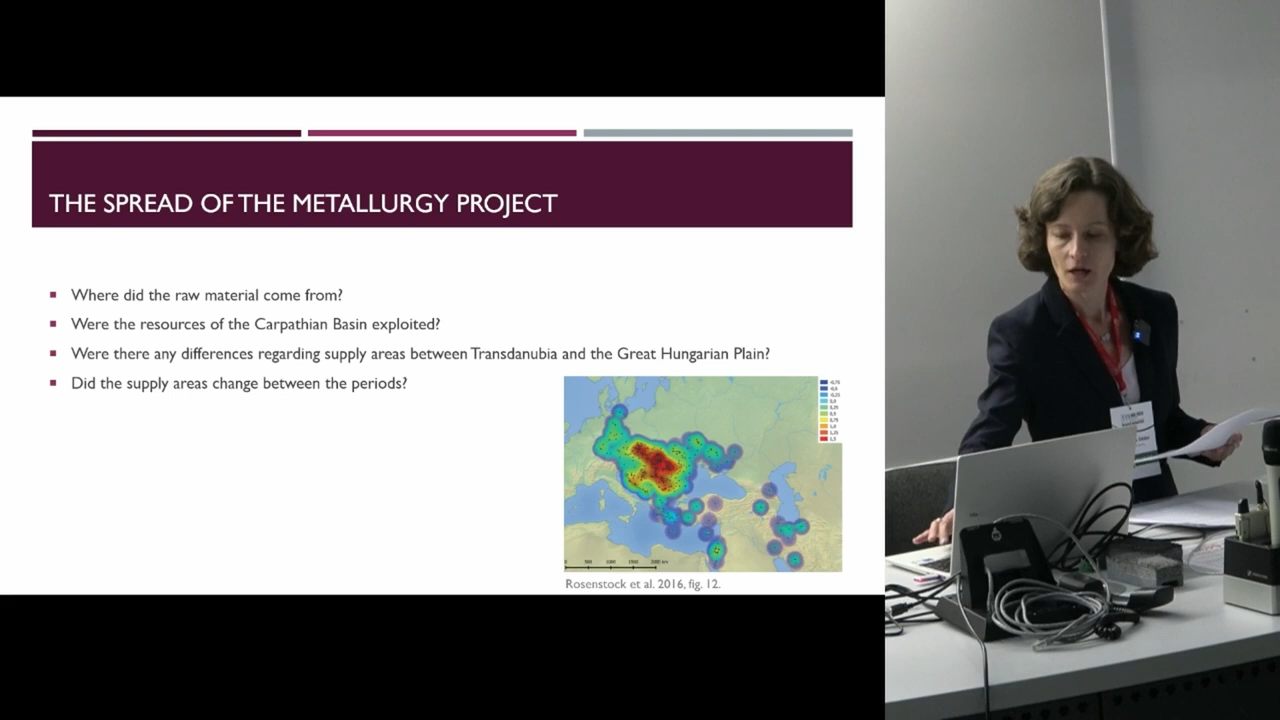 THE SPREAD OF THE METALLURGY PROJECT
Where did the raw material come from?
Were the resources of the Carpathian Basin exploited?
Were there any differences regarding supply areas between Transdanubia and the Great Hungarian Plain?
Did the supply areas change between the periods?
Rosenstock et al. 2016, fig. 12.